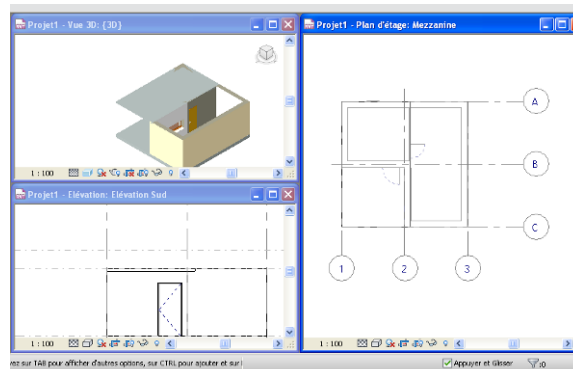 Projet1 - Vue 3D: {3D}
1 : 100
Projet1 - Elévation: Elévation Sud
1 : 100
Projet1 - Plan d'étage: Mezzanine
A
B
C
1
2
3
1 : 100
ez sur TAB pour afficher d'autres options, sur CTRL pour ajouter et sur
Appuyer et Glisser
:0